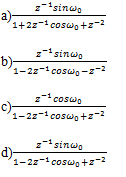 a) z⁻¹sinω₀ / 1+2z⁻¹cosω₀+z⁻²
b) z⁻¹sinω₀ / 1−2z⁻¹cosω₀−z⁻²
c) z⁻¹cosω₀ / 1−2z⁻¹cosω₀+z⁻²
d) z⁻¹sinω₀ / 1−2z⁻¹cosω₀+z⁻²